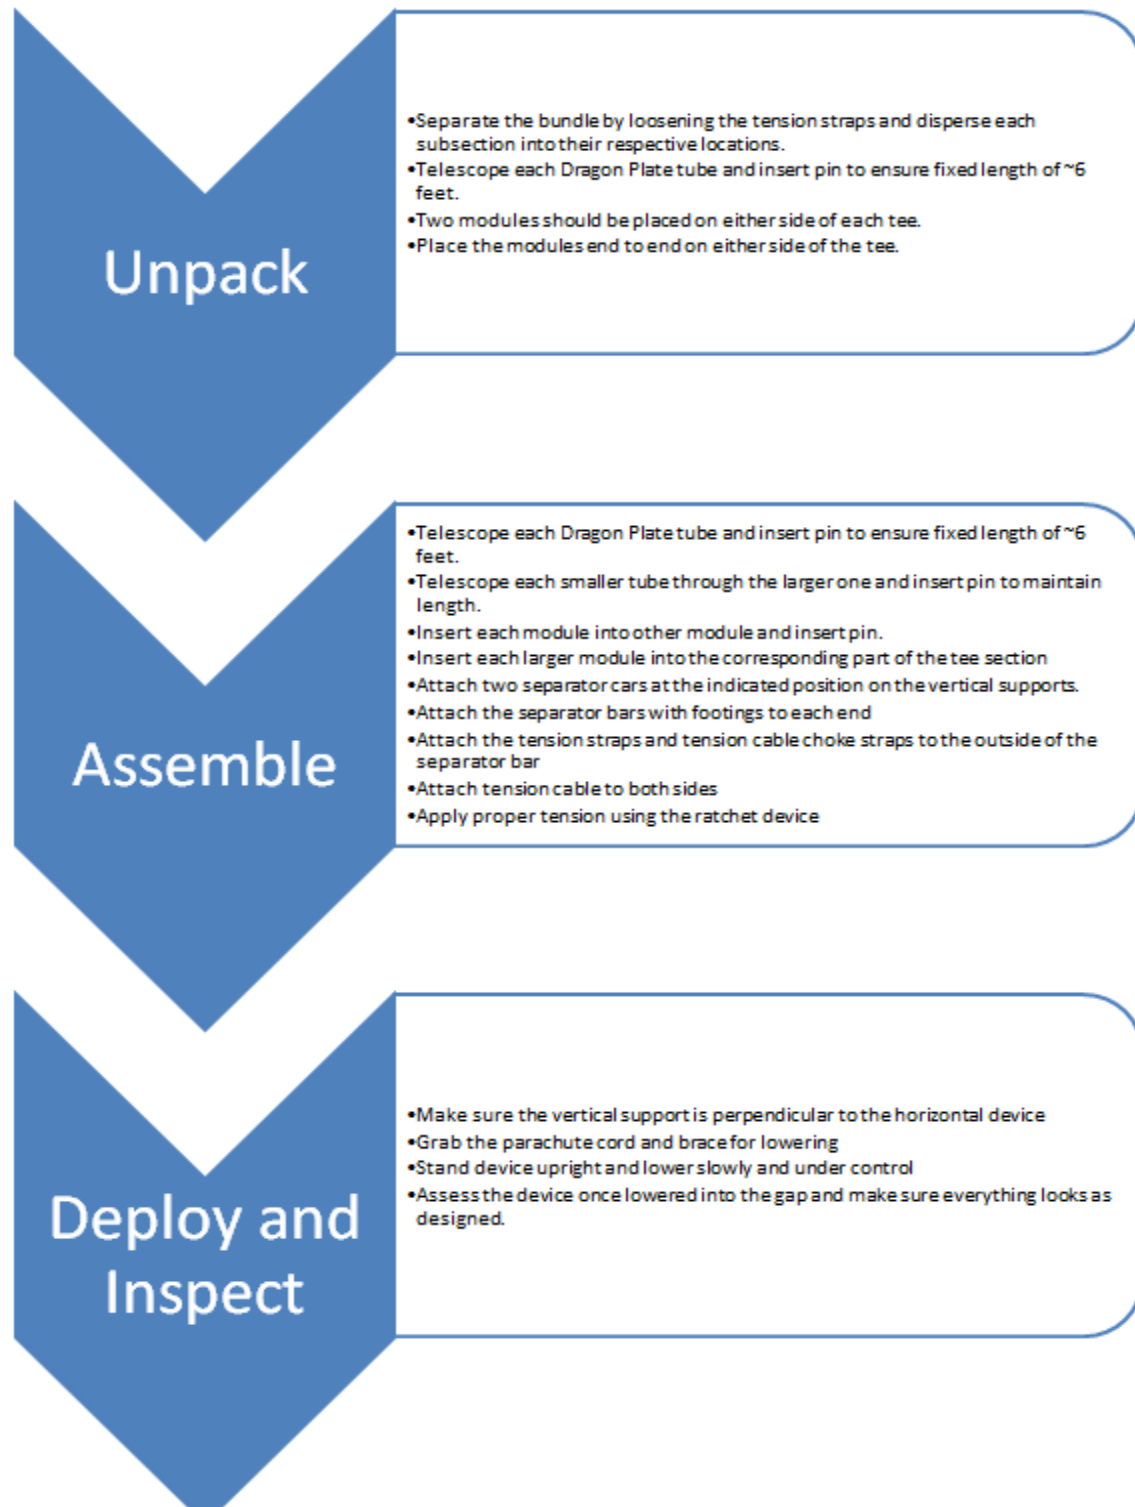 Unpack
•Separate the bundle by loosening the tension straps and disperse each
subsection into their respective locations.
•Telescope each Dragon Plate tube and insert pin to ensure fixed length of ~6
feet.
•Two modules should be placed on either side of each tee.
•Place the modules end to end on either side of the tee.
Assemble
•Telescope each Dragon Plate tube and insert pin to ensure fixed length of ~6
feet.
•Telescope each smaller tube through the larger one and insert pin to maintain
length.
•Insert each module into other module and insert pin.
•Insert each larger module into the corresponding part of the tee section
•Attach two separator cars at the indicated position on the vertical supports.
•Attach the separator bars with footings to each end
•Attach the tension straps and tension cable choke straps to the outside of the
separator bar
•Attach tension cable to both sides
•Apply proper tension using the ratchet device
Deploy and
Inspect
•Make sure the vertical support is perpendicular to the horizontal device
•Grab the parachute cord and brace for lowering
•Stand device upright and lower slowly and under control
•Assess the device once lowered into the gap and make sure everything looks as
designed.